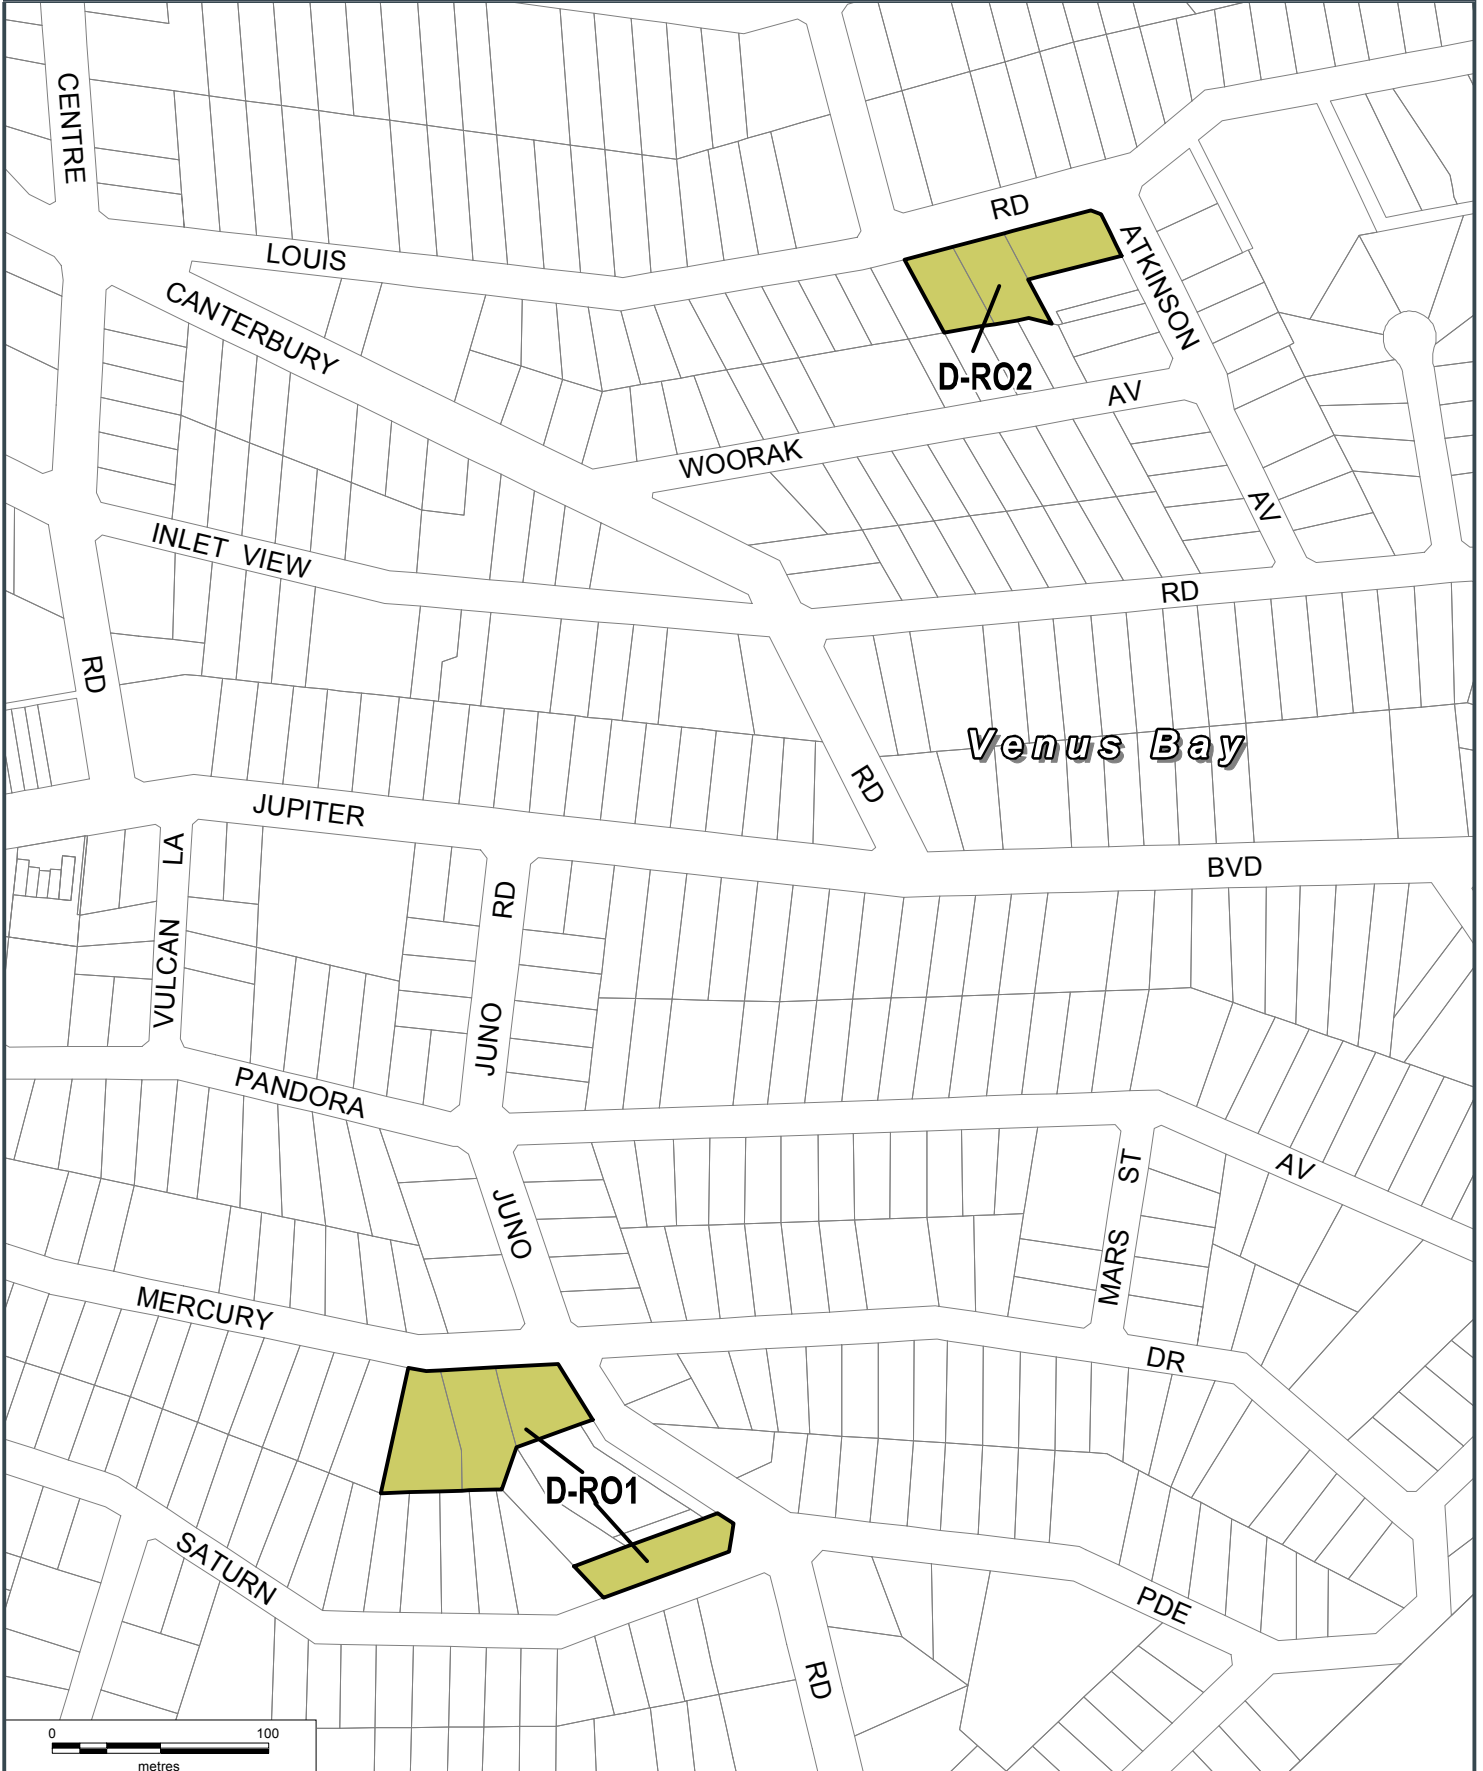 CENTRE
RD
LOUIS
ATKINSON
CANTERBURY
D-RO2
AV
WOORAK
AV
INLET VIEW
RD
RD
Venus Bay
RD
JUPITER
LA
BVD
RD
VULCAN
JUNO
PANDORA
ST
AV
JUNO
MARS
MERCURY
DR
D-RO1
SATURN
PDE
RD
0 100
metres